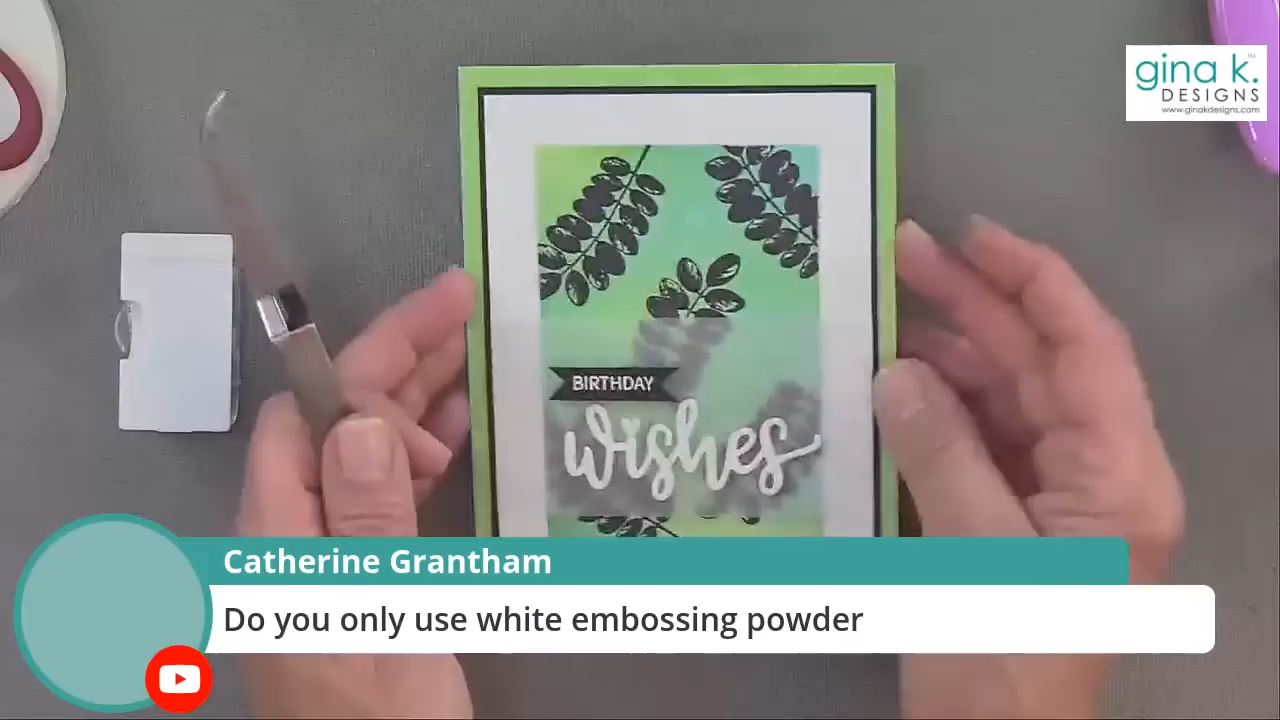 gina k.
DESIGNS
www.ginakdesigns.com
BIRTHDAY
wishes
Catherine Grantham
Do you only use white embossing powder